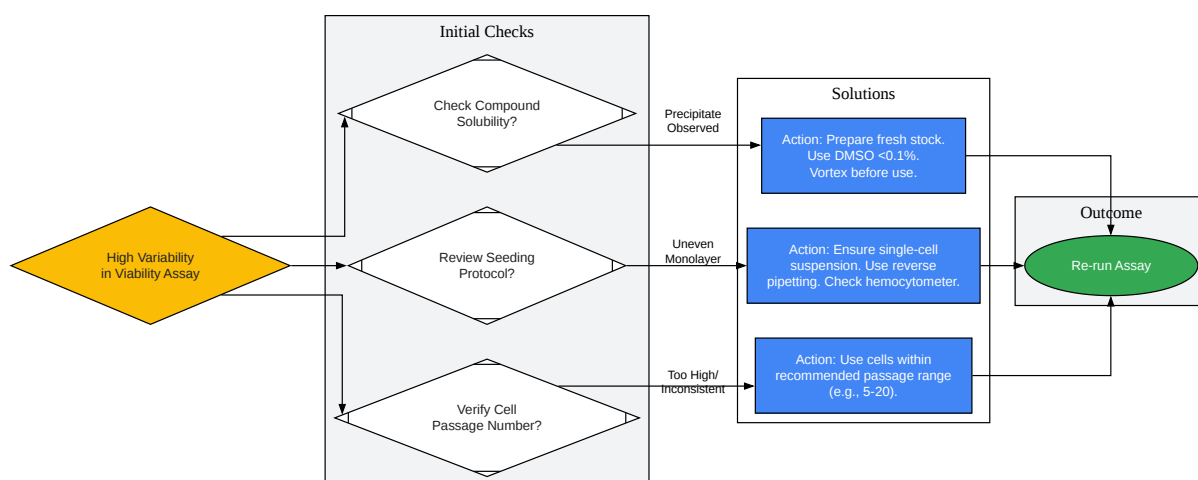 Initial Checks
Check Compound
Solubility?
Precipitate
Observed
Solutions
Action: Prepare fresh stock.
Use DMSO <0.1%.
Vortex before use.
High Variability
in Viability Assay
Review Seeding
Protocol?
Uneven
Monolayer
Action: Ensure single-cell
suspension. Use reverse
pipetting. Check hemocytometer.
Outcome
Re-run Assay
Verify Cell
Passage Number?
Too High/
Inconsistent
Action: Use cells within
recommended passage range
(e.g., 5-20).